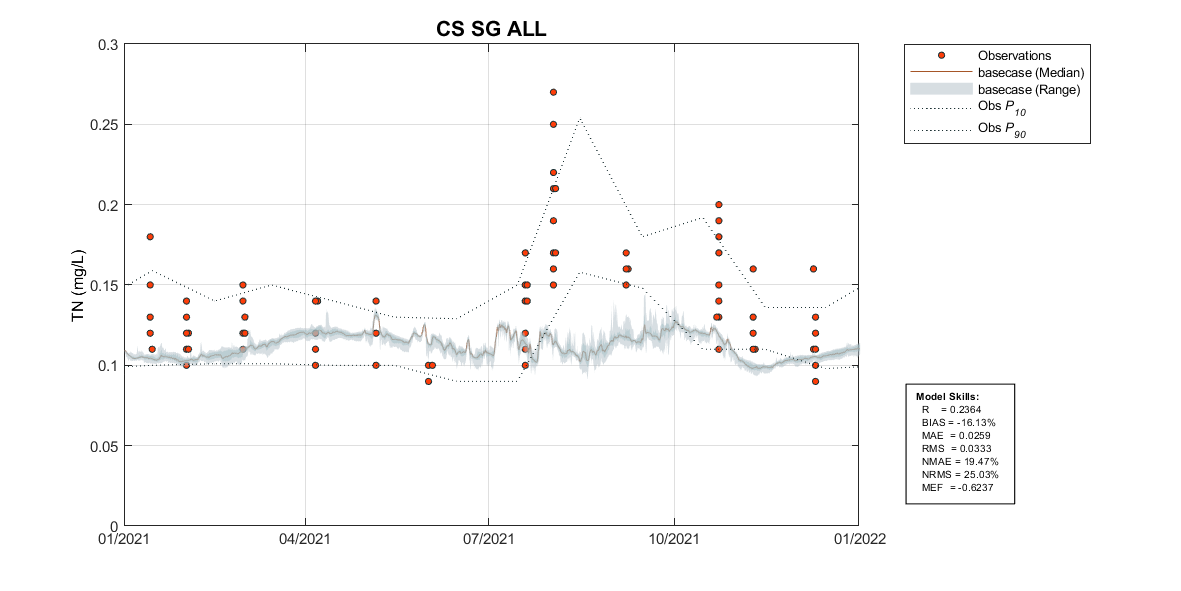 CS SG ALL
0.3
0.25
0.2
0.15
0.1
0.05
0
TN (mg/L)
01/2021
04/2021
07/2021
10/2021
01/2022
Observations
basecase (Median)
basecase (Range)
Obs P10
Obs P90
Model Skills:
R = 0.2364
BIAS = -16.13%
MAE = 0.0259
RMS = 0.0333
NMAE = 19.47%
NRMS = 25.03%
MEF = -0.6237